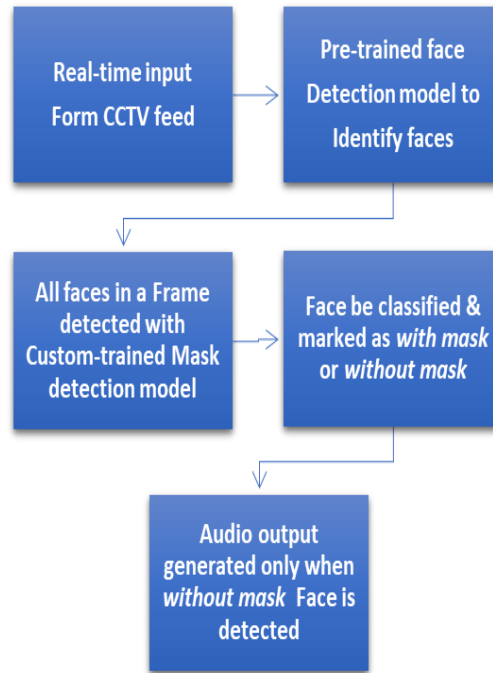 Real-time input
Form CCTV feed
Pre-trained face
Detection model to
Identify faces
All faces in a Frame
detected with
Custom-trained Mask
detection model
Face be classified &
marked as with mask
or without mask
Audio output
generated only when
without mask Face is
detected